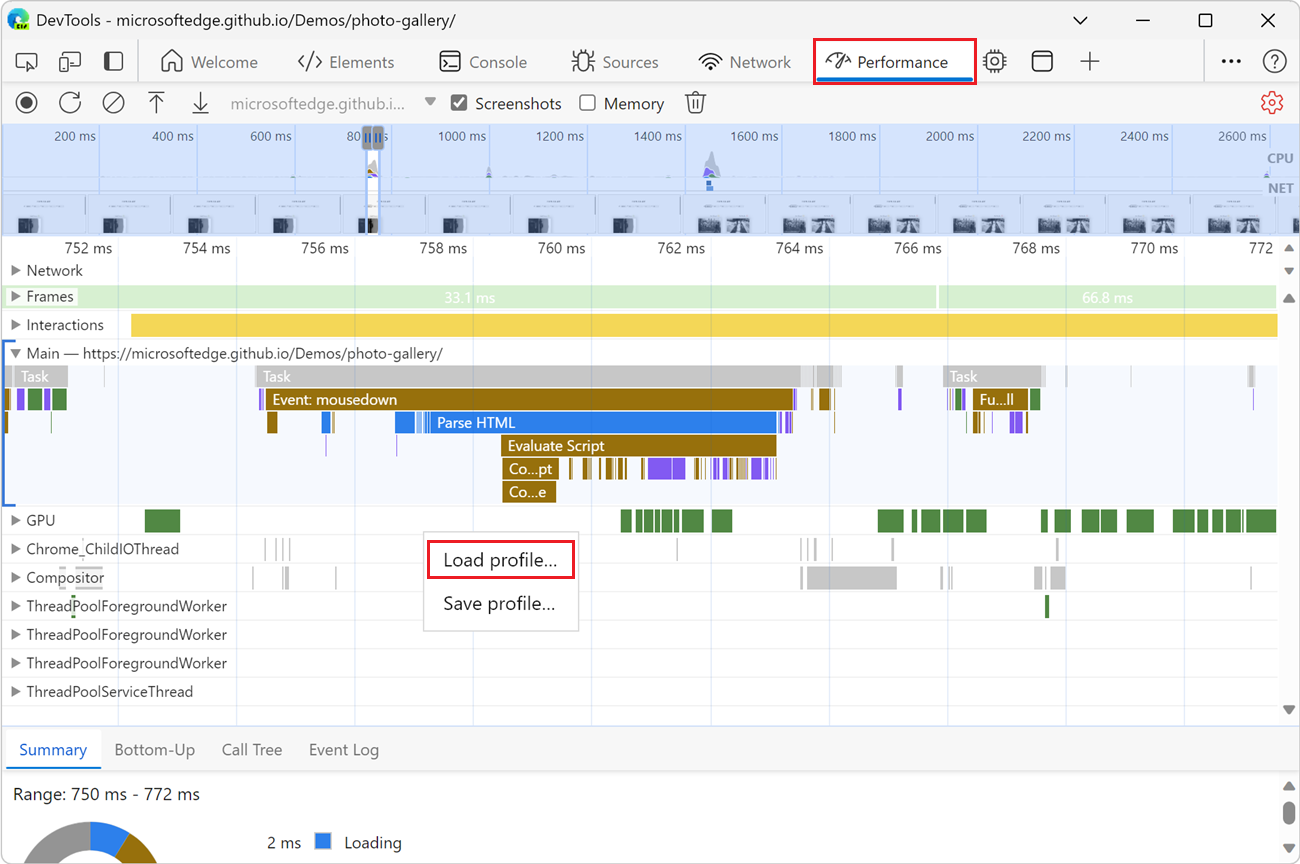 DevTools - microsoftedge.github.io/Demos/photo-gallery/
Welcome Elements Console Sources Network Performance
microsoftedge.github.i... Screenshots Memory
200 ms 400 ms 600 ms 1000 ms 1200 ms 1400 ms 1600 ms 1800 ms 2000 ms 2200 ms 2400 ms 2600 ms
CPU
NET
752 ms 754 ms 756 ms 758 ms 760 ms 762 ms 764 ms 766 ms 768 ms 770 ms 772
Network
Frames 33.1 ms 66.8 ms
Interactions
Main — https://microsoftedge.github.io/Demos/photo-gallery/
Task Task Task
Event: mousedown Fu...ll
Parse HTML
Evaluate Script
Co...pt
Co...e
GPU
Chrome_ChildIOThread
Load profile...
Compositor
Save profile...
ThreadPoolForegroundWorker
ThreadPoolForegroundWorker
ThreadPoolForegroundWorker
ThreadPoolServiceThread
Summary Bottom-Up Call Tree Event Log
Range: 750 ms - 772 ms
2 ms Loading